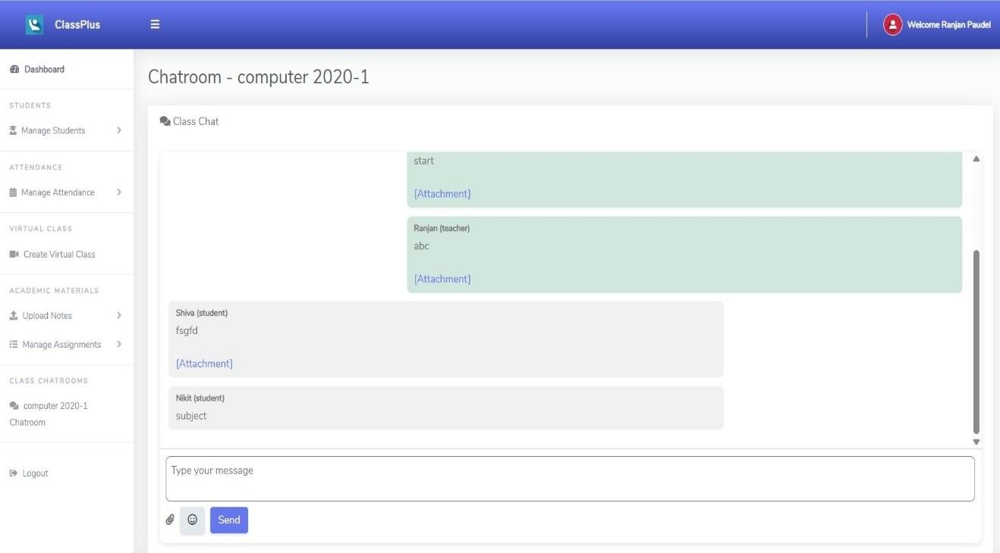 ClassPlus
Welcome Ranjan Paudel
Dashboard
STUDENTS
Manage Students
ATTENDANCE
Manage Attendance
VIRTUAL CLASS
Create Virtual Class
ACADEMIC MATERIALS
Upload Notes
Manage Assignments
CLASS CHATROOMS
computer 2020-1
Chatroom
Logout
Chatroom - computer 2020-1
Class Chat
start
[Attachment]
Ranjan (teacher)
abc
[Attachment]
Shiva (student)
fsgfd
[Attachment]
Nikit (student)
subject
Type your message
Send